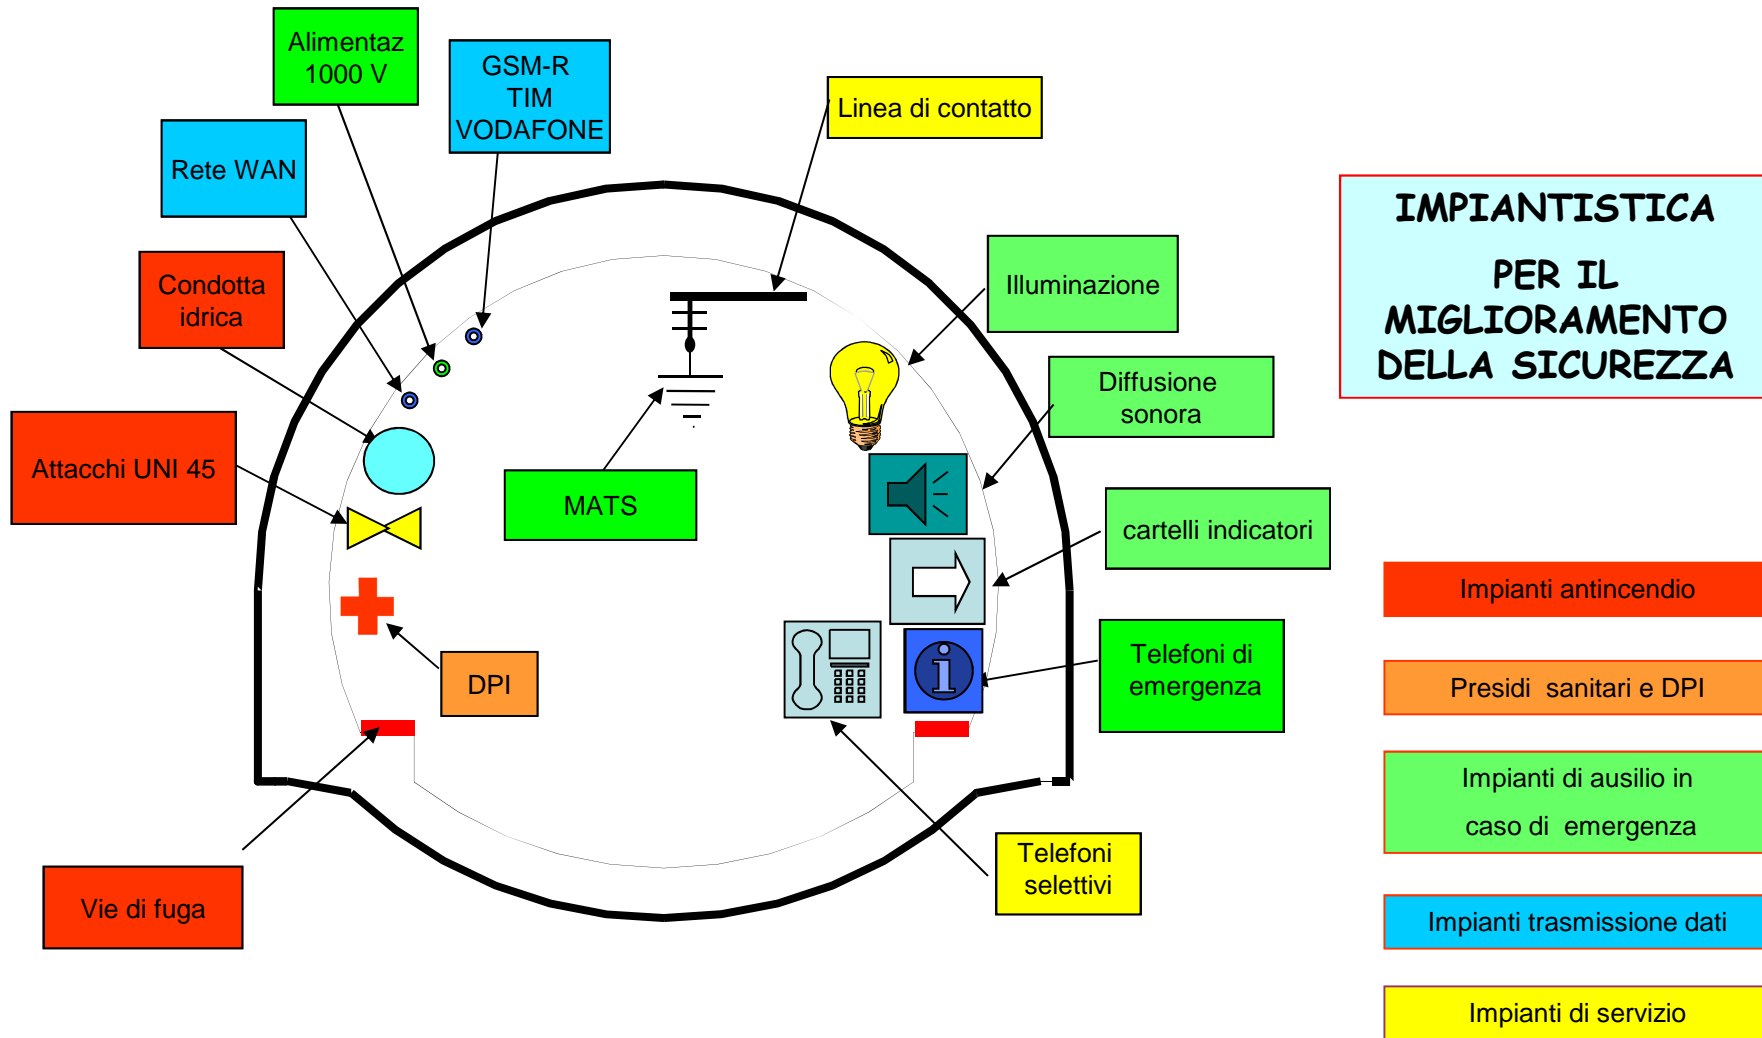 Alimentaz
1000 V
GSM-R
TIM
VODAFONE
Linea di contatto
Rete WAN
IMPIANTISTICA
PER IL
MIGLIORAMENTO
DELLA SICUREZZA
Condotta
idrica
Illuminazione
Diffusione
sonora
Attacchi UNI 45
MATS
cartelli indicatori
Impianti antincendio
DPI
Telefoni di
emergenza
Presidi  sanitari e DPI
Impianti di ausilio in
caso di  emergenza
Telefoni
selettivi
Vie di fuga
Impianti trasmissione dati
Impianti di servizio